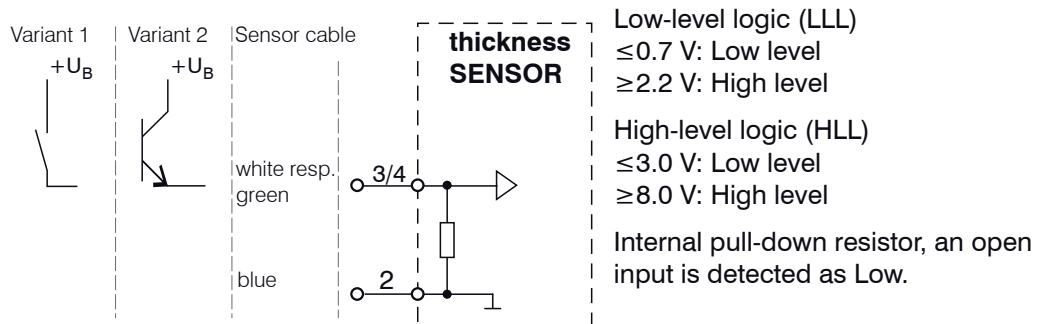 Variant 1
Variant 2
Sensor cable
+UB
+UB
white resp.
green
blue
3/4
2
thickness
SENSOR
Low-level logic (LLL)
≤0.7 V: Low level
≥2.2 V: High level
High-level logic (HLL)
≤3.0 V: Low level
≥8.0 V: High level
Internal pull-down resistor, an open
input is detected as Low.